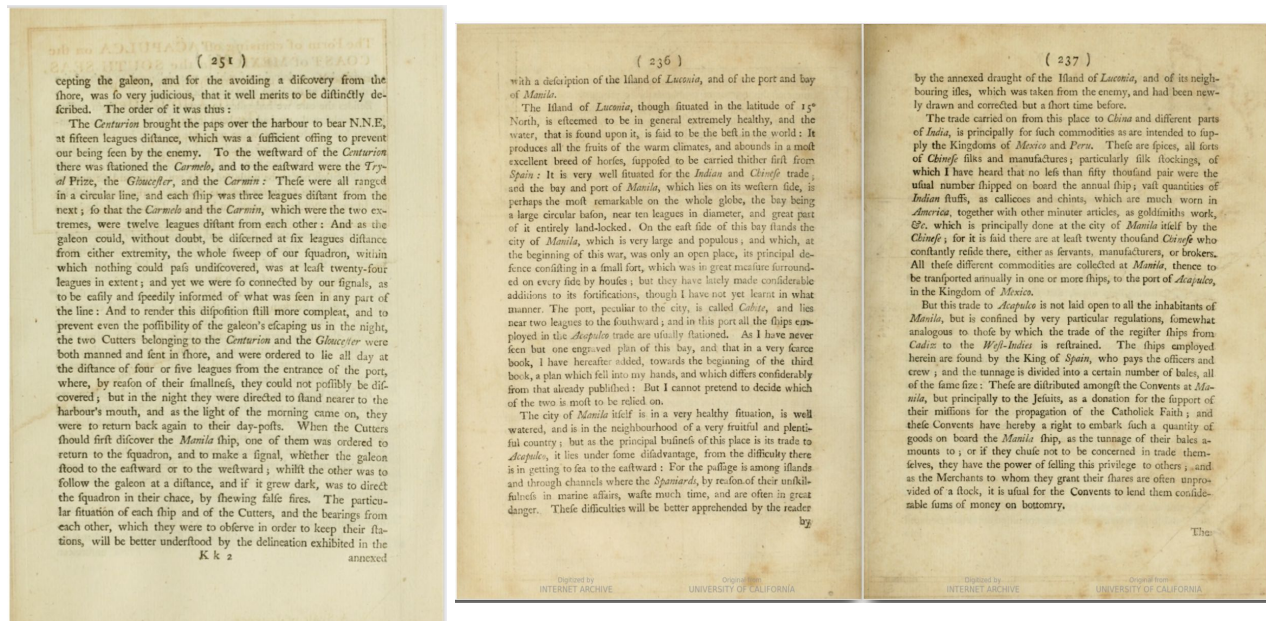 ( 251 )
cepting the galeon, and for the avoiding a diſcovery from the
ſhore, was ſo very judicious, that it well merits to be diſtinctly de-
ſcribed. The order of it was thus :
The Centurion brought the paps over the harbour to bear N.N.E,
at fifteen leagues diſtance, which was a ſufficient offing to prevent
our being ſeen by the enemy. To the weſtward of the Centurion
there was ſtationed the Carmelo, and to the eaſtward were the Try-
al Prize, the Glouceſter, and the Carmin : Theſe were all ranged
in a circular line, and each ſhip was three leagues diſtant from the
next ; ſo that the Carmelo and the Carmin, which were the two ex-
tremes, were twelve leagues diſtant from each other : And as the
galeon could, without doubt, be diſcerned at ſix leagues diſtance
from either extremity, the whole ſweep of our ſquadron, within
which nothing could paſs undiſcovered, was at leaſt twenty-four
leagues in extent ; and yet we were ſo connected by our ſignals, as
to be eaſily and ſpeedily informed of what was ſeen in any part of
the line : And to render this diſpoſition ſtill more compleat, and to
prevent even the poſſibility of the galeon's eſcaping us in the night,
the two Cutters belonging to the Centurion and the Glouceſter were
both manned and ſent in ſhore, and were ordered to lie all day at
the diſtance of four or five leagues from the entrance of the port,
where, by reaſon of their ſmallneſs, they could not poſſibly be diſ-
covered ; but in the night they were directed to ſtand nearer to the
harbour's mouth, and as the light of the morning came on, they
were to return back again to their day-poſts. When the Cutters
ſhould firſt diſcover the Manila ſhip, one of them was ordered to
return to the ſquadron, and to make a ſignal, whether the galeon
ſtood to the eaſtward or to the weſtward ; whilſt the other was to
follow the galeon at a diſtance, and if it grew dark, was to direct
the ſquadron in their chace, by ſhewing falſe fires. The particu-
lar ſituation of each ſhip and of the Cutters, and the bearings from
each other, which they were to obſerve in order to keep their ſta-
tions, will be better underſtood by the delineation exhibited in the
K k 2 annexed
( 236 )
with a deſcription of the Iſland of Luconia, and of the port and bay
of Manila.
The Iſland of Luconia, though ſituated in the latitude of 15°
North, is eſteemed to be in general extremely healthy, and the
water, that is found upon it, is ſaid to be the beſt in the world : It
produces all the fruits of the warm climates, and abounds in a moſt
excellent breed of horſes, ſuppoſed to be carried thither firſt from
Spain : It is very well ſituated for the Indian and Chineſe trade ;
and the bay and port of Manila, which lies on its weſtern ſide, is
perhaps the moſt remarkable on the whole globe, the bay being
a large circular baſon, near ten leagues in diameter, and great part
of it entirely land-locked. On the eaſt ſide of this bay ſtands the
city of Manila, which is very large and populous ; and which, at
the beginning of this war, was only an open place, its principal de-
fence conſiſting in a ſmall fort, which was in great meaſure ſurround-
ed on every ſide by houſes ; but they have lately made conſiderable
additions to its fortifications, though I have not yet learnt in what
manner. The port, peculiar to the city, is called Cabite, and lies
near two leagues to the ſouthward ; and in this port all the ſhips em-
ployed in the Acapulco trade are uſually ſtationed. As I have never
ſeen but one engraved plan of this bay, and that in a very ſcarce
book, I have hereafter added, towards the beginning of the third
book, a plan which fell into my hands, and which differs conſiderably
from that already publiſhed : But I cannot pretend to decide which
of the two is moſt to be relied on.
The city of Manila itſelf is in a very healthy ſituation, is well
watered, and is in the neighbourhood of a very fruitful and plenti-
ful country ; but as the principal buſineſs of this place is its trade to
Acapulco, it lies under ſome diſadvantage, from the difficulty there
is in getting to ſea to the eaſtward : For the paſſage is among iſlands
and through channels where the Spaniards, by reaſon of their unſkil-
fulneſs in marine affairs, waſte much time, and are often in great
danger. Theſe difficulties will be better apprehended by the reader
by
Digitized by
INTERNET ARCHIVE
Original from
UNIVERSITY OF CALIFORNIA
( 237 )
by the annexed draught of the Iſland of Luconia, and of its neigh-
bouring iſles, which was taken from the enemy, and had been new-
ly drawn and corrected but a ſhort time before.
The trade carried on from this place to China and different parts
of India, is principally for ſuch commodities as are intended to ſup-
ply the Kingdoms of Mexico and Peru. Theſe are ſpices, all ſorts
of Chineſe ſilks and manufactures ; particularly ſilk ſtockings, of
which I have heard that no leſs than fifty thouſand pair were the
uſual number ſhipped on board the annual ſhip ; vaſt quantities of
Indian ſtuffs, as callicoes and chints, which are much worn in
America, together with other minuter articles, as goldſmiths work,
&c. which is principally done at the city of Manila itſelf by the
Chineſe ; for it is ſaid there are at leaſt twenty thouſand Chineſe who
conſtantly reſide there, either as ſervants, manufacturers, or brokers.
All theſe different commodities are collected at Manila, thence to
be tranſported annually in one or more ſhips, to the port of Acapulco,
in the Kingdom of Mexico.
But this trade to Acapulco is not laid open to all the inhabitants of
Manila, but is confined by very particular regulations, ſomewhat
analogous to thoſe by which the trade of the regiſter ſhips from
Cadiz to the Weſt-Indies is reſtrained. The ſhips employed
herein are found by the King of Spain, who pays the officers and
crew ; and the tunnage is divided into a certain number of bales, all
of the ſame ſize : Theſe are diſtributed amongſt the Convents at Ma-
nila, but principally to the Jeſuits, as a donation for the ſupport of
their miſſions for the propagation of the Catholick Faith ; and
theſe Convents have hereby a right to embark ſuch a quantity of
goods on board the Manila ſhip, as the tunnage of their bales a-
mounts to ; or if they chuſe not to be concerned in trade them-
ſelves, they have the power of ſelling this privilege to others ; and
as the Merchants to whom they grant their ſhares are often unpro-
vided of a ſtock, it is uſual for the Convents to lend them conſide-
rable ſums of money on bottomry.
The
Digitized by
INTERNET ARCHIVE
Original from
UNIVERSITY OF CALIFORNIA